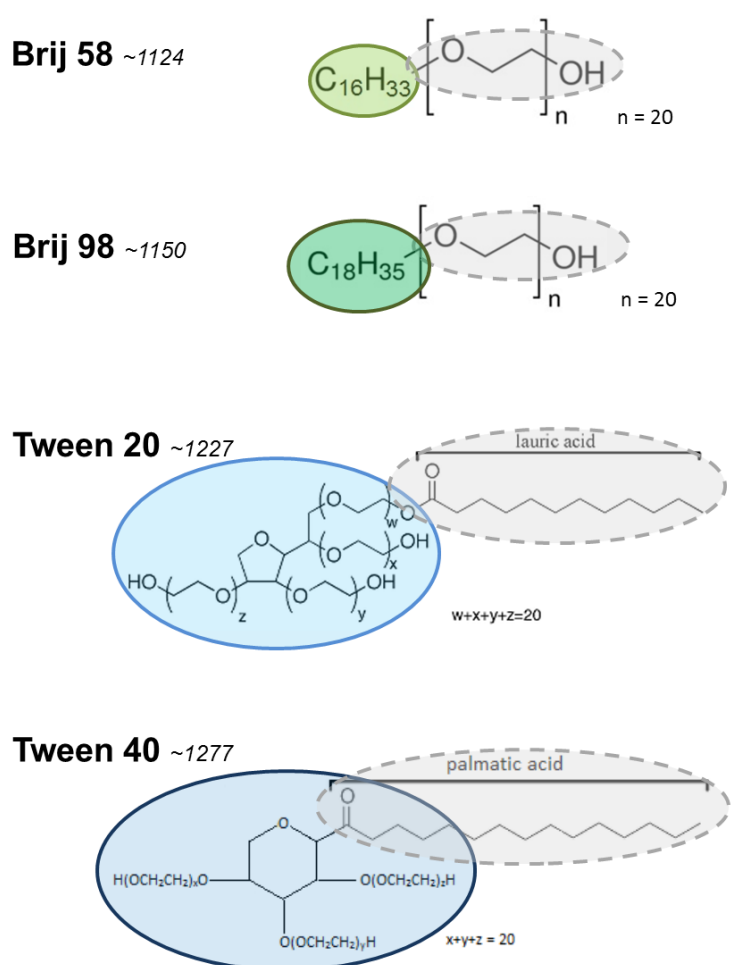 Brij 58 ~1124
C₁₆H₃₃ [ O ]n OH
n = 20
Brij 98 ~1150
C₁₈H₃₅ [ O ]n OH
n = 20
Tween 20 ~1227
lauric acid
O
O w O
O
O x OH
HO O z O y OH
w+x+y+z=20
Tween 40 ~1277
palmatic acid
O
O
H(OCH₂CH₂)ₓO O(OCH₂CH₂)zH
O(OCH₂CH₂)yH
x+y+z = 20